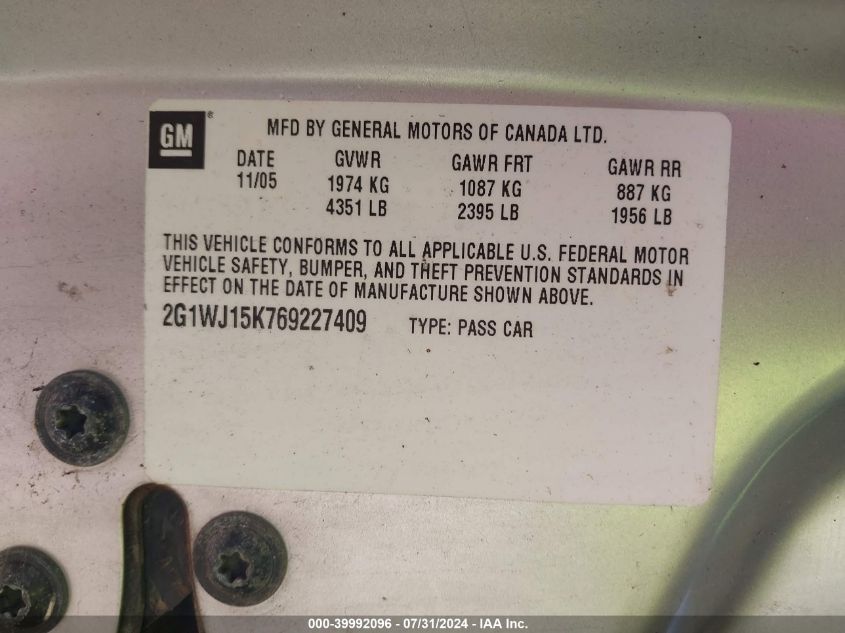 GM®
MFD BY GENERAL MOTORS OF CANADA LTD.
DATE GVWR GAWR FRT GAWR RR
11/05 1974 KG 1087 KG 887 KG
4351 LB 2395 LB 1956 LB
THIS VEHICLE CONFORMS TO ALL APPLICABLE U.S. FEDERAL MOTOR
VEHICLE SAFETY, BUMPER, AND THEFT PREVENTION STANDARDS IN
EFFECT ON THE DATE OF MANUFACTURE SHOWN ABOVE.
2G1WJ15K769227409 TYPE: PASS CAR
000-39992096 - 07/31/2024 - IAA Inc.